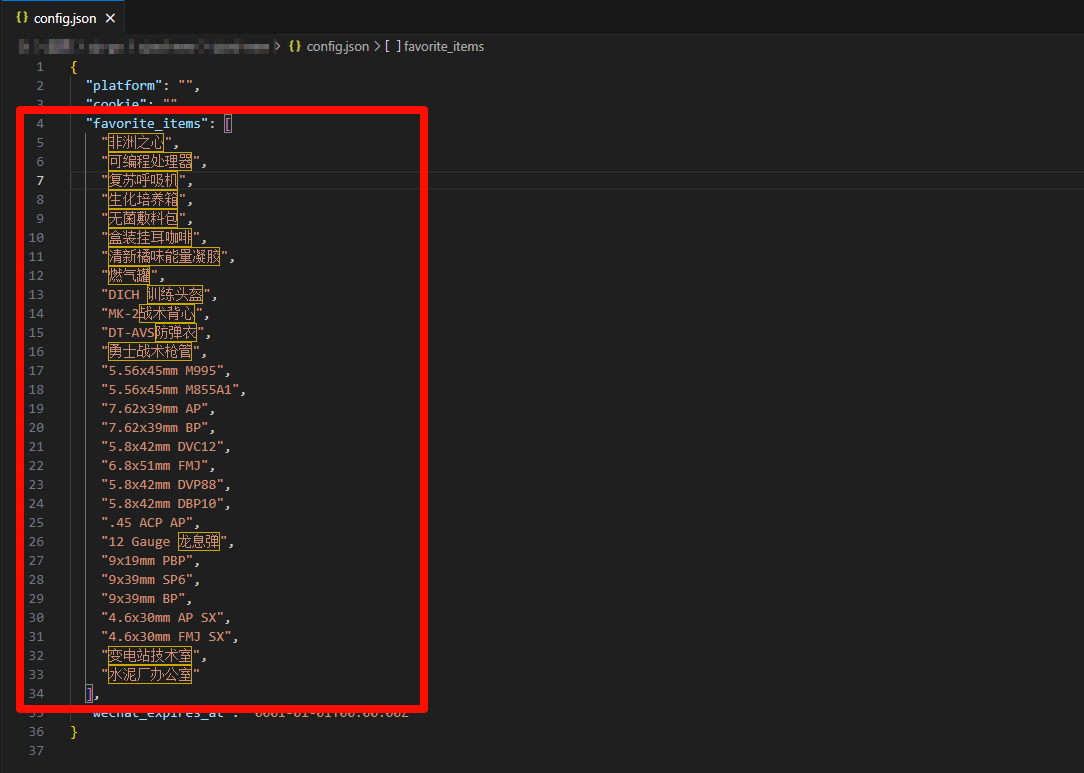 {} config.json ×
> {} config.json > [ ] favorite_items
1 {
2 "platform": "",
3 "cookie": ""
4 "favorite_items": [
5 "非洲之心",
6 "可编程处理器",
7 "复苏呼吸机",
8 "生化培养箱",
9 "无菌敷料包",
10 "盒装挂耳咖啡",
11 "清新橘味能量凝胶",
12 "燃气罐",
13 "DICH 训练头盔",
14 "MK-2战术背心",
15 "DT-AVS防弹衣",
16 "勇士战术枪管",
17 "5.56x45mm M995",
18 "5.56x45mm M855A1",
19 "7.62x39mm AP",
20 "7.62x39mm BP",
21 "5.8x42mm DVC12",
22 "6.8x51mm FMJ",
23 "5.8x42mm DVP88",
24 "5.8x42mm DBP10",
25 ".45 ACP AP",
26 "12 Gauge 龙息弹",
27 "9x19mm PBP",
28 "9x39mm SP6",
29 "9x39mm BP",
30 "4.6x30mm AP SX",
31 "4.6x30mm FMJ SX",
32 "变电站技术室",
33 "水泥厂办公室"
34 ],
35 "wechat_expires_at": "0001-01-01T00:00:00Z"
36 }
37